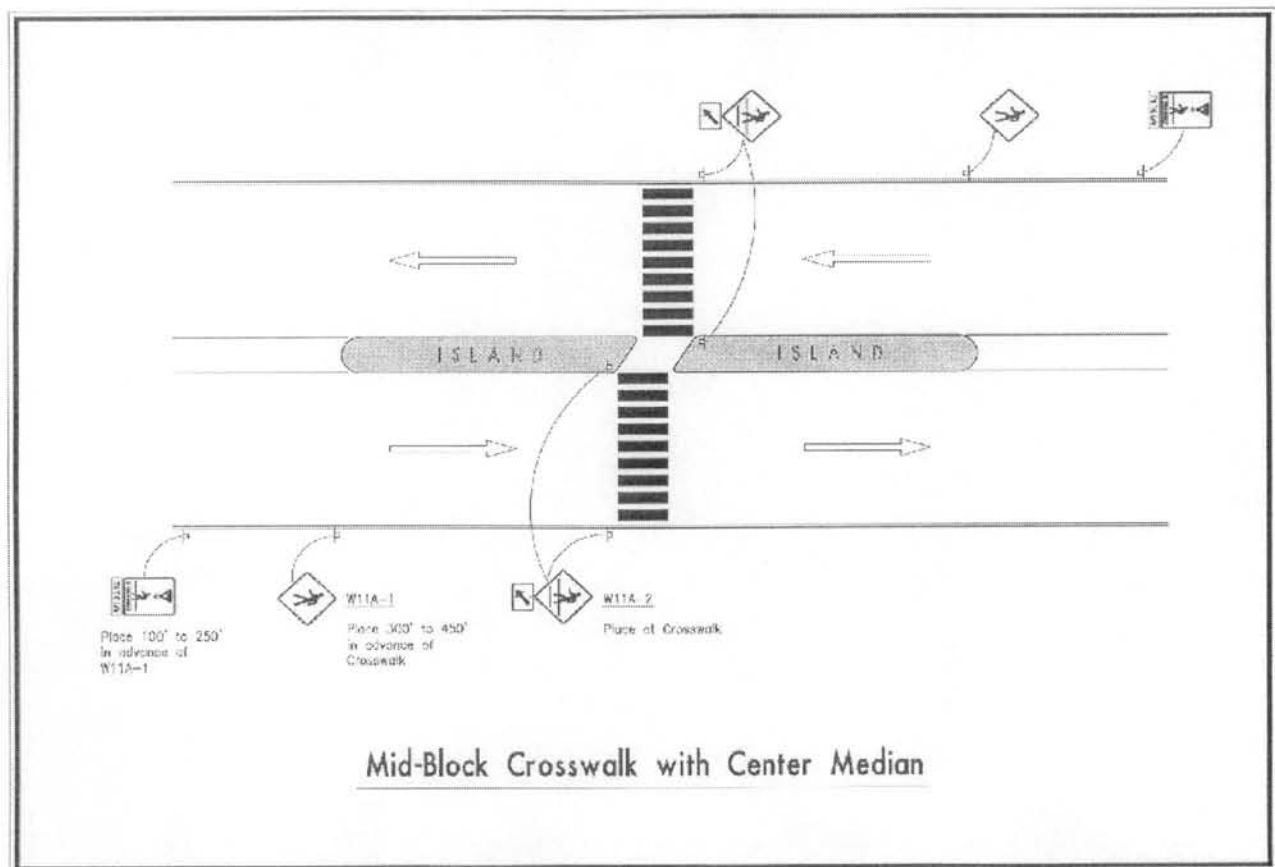 ISLAND
ISLAND
W11A-1
W11A-2
Place 100' to 250'
in advance of
W11A-1
Place 300' to 450'
in advance of
Crosswalk
Place at Crosswalk
Mid-Block Crosswalk with Center Median